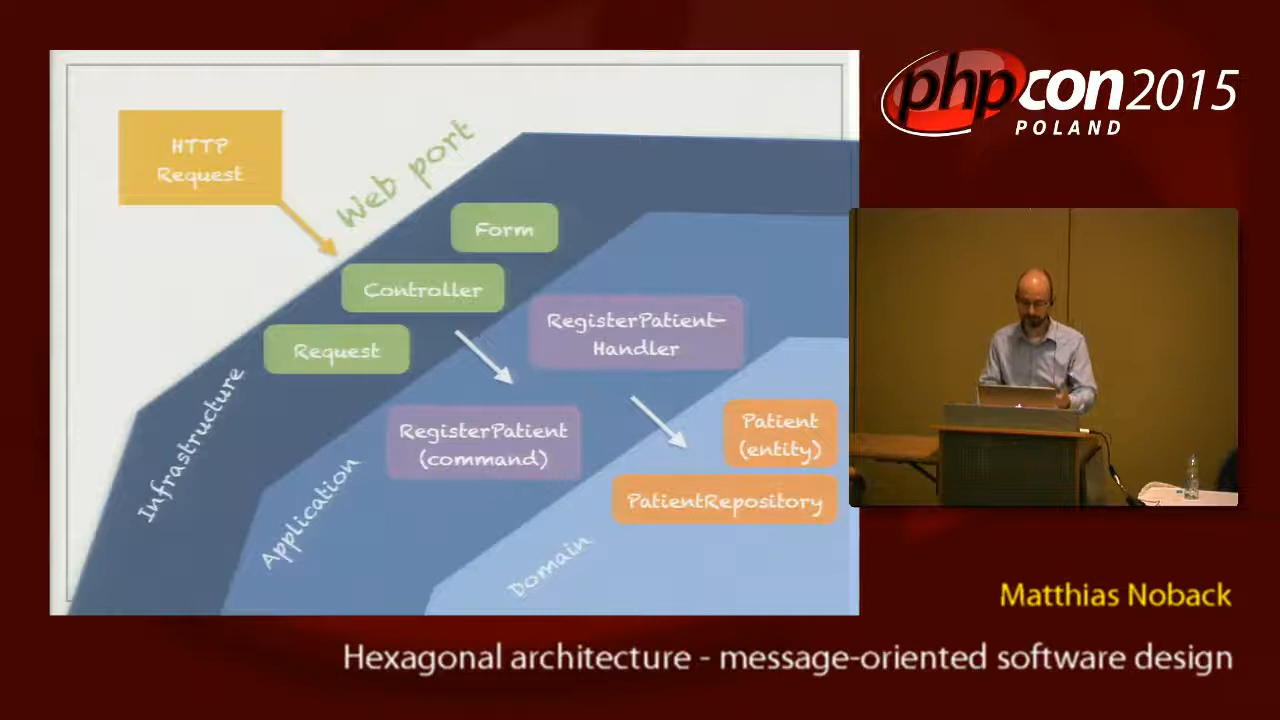 HTTP
Request
Web port
Form
Controller
Request
RegisterPatient-
Handler
RegisterPatient
(command)
Patient
(entity)
PatientRepository
Infrastructure
Application
Domain
phpcon2015
POLAND
Matthias Noback
Hexagonal architecture - message-oriented software design